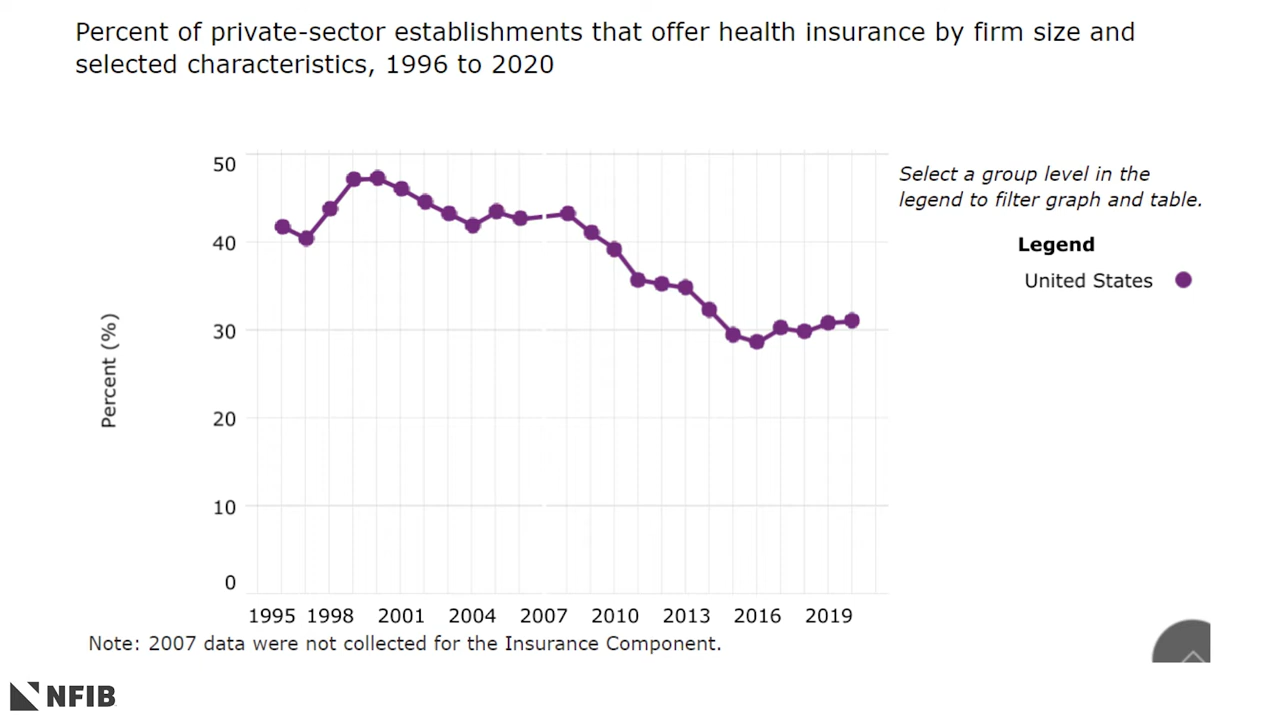 Percent of private-sector establishments that offer health insurance by firm size and
selected characteristics, 1996 to 2020
50
40
30
20
10
0
Percent (%)
1995 1998 2001 2004 2007 2010 2013 2016 2019
Select a group level in the
legend to filter graph and table.
Legend
United States
Note: 2007 data were not collected for the Insurance Component.
NFIB